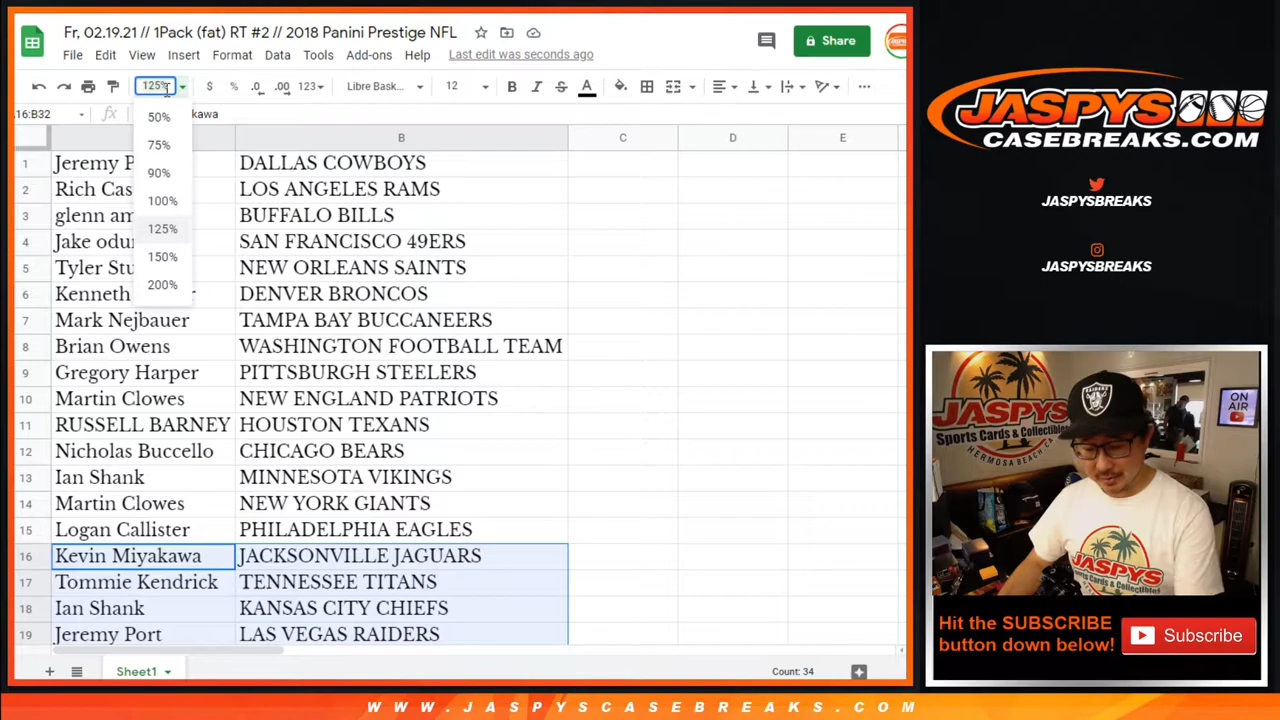 Fr, 02.19.21 // 1Pack (fat) RT #2 // 2018 Panini Prestige NFL
File Edit View Insert Format Data Tools Add-ons Help Last edit was seconds ago
Share
125% $ % .0 .00 123 Libre Bask... 12 B I S A
16:B32 fx kawa
50%
75%
90%
100%
125%
150%
200%
A B C D E
1 Jeremy P DALLAS COWBOYS
2 Rich Cas LOS ANGELES RAMS
3 glenn am BUFFALO BILLS
4 Jake odu SAN FRANCISCO 49ERS
5 Tyler Stu NEW ORLEANS SAINTS
6 Kenneth r DENVER BRONCOS
7 Mark Nejbauer TAMPA BAY BUCCANEERS
8 Brian Owens WASHINGTON FOOTBALL TEAM
9 Gregory Harper PITTSBURGH STEELERS
10 Martin Clowes NEW ENGLAND PATRIOTS
11 RUSSELL BARNEY HOUSTON TEXANS
12 Nicholas Buccello CHICAGO BEARS
13 Ian Shank MINNESOTA VIKINGS
14 Martin Clowes NEW YORK GIANTS
15 Logan Callister PHILADELPHIA EAGLES
16 Kevin Miyakawa JACKSONVILLE JAGUARS
17 Tommie Kendrick TENNESSEE TITANS
18 Ian Shank KANSAS CITY CHIEFS
19 Jeremy Port LAS VEGAS RAIDERS
Sheet1
Count: 34
JASPYS
CASEBREAKS.COM
JASPYSBREAKS
JASPYSBREAKS
RAIDERS
JASPYS
Sports Cards & Collectibles
HERMOSA BEACH, CA
ON
AIR
JASPYS
Hit the SUBSCRIBE
button down below!
Subscribe
WWW.JASPYSCASEBREAKS.COM